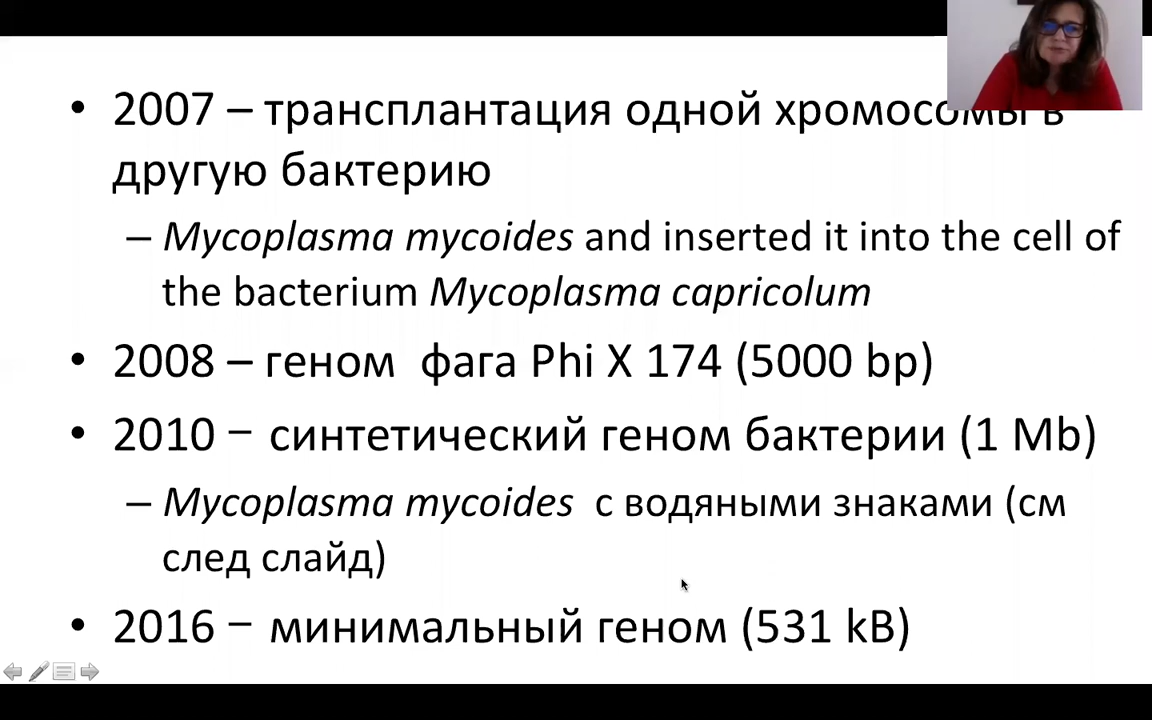 • 2007 – трансплантация одной хромосомы в
другую бактерию
– Mycoplasma mycoides and inserted it into the cell of
the bacterium Mycoplasma capricolum
• 2008 – геном фага Phi X 174 (5000 bp)
• 2010 – синтетический геном бактерии (1 Mb)
– Mycoplasma mycoides с водяными знаками (см
след слайд)
• 2016 – минимальный геном (531 kB)